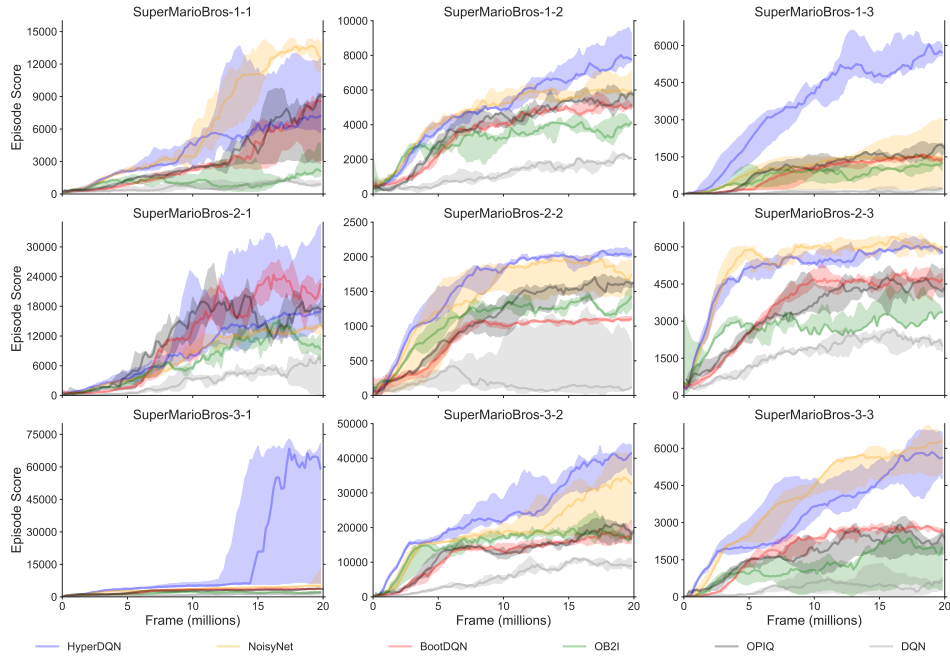 SuperMarioBros-1-1
SuperMarioBros-1-2
SuperMarioBros-1-3
Episode Score
15000
12000
9000
6000
3000
0
10000
8000
6000
4000
2000
0
6000
4500
3000
1500
0
SuperMarioBros-2-1
SuperMarioBros-2-2
SuperMarioBros-2-3
Episode Score
30000
24000
18000
12000
6000
0
2500
2000
1500
1000
500
0
6000
4500
3000
1500
0
SuperMarioBros-3-1
SuperMarioBros-3-2
SuperMarioBros-3-3
Episode Score
75000
60000
45000
30000
15000
0
50000
40000
30000
20000
10000
0
6000
4500
3000
1500
0
0 5 10 15 20
0 5 10 15 20
0 5 10 15 20
Frame (millions)
Frame (millions)
Frame (millions)
HyperDQN NoisyNet BootDQN OB2I OPIQ DQN